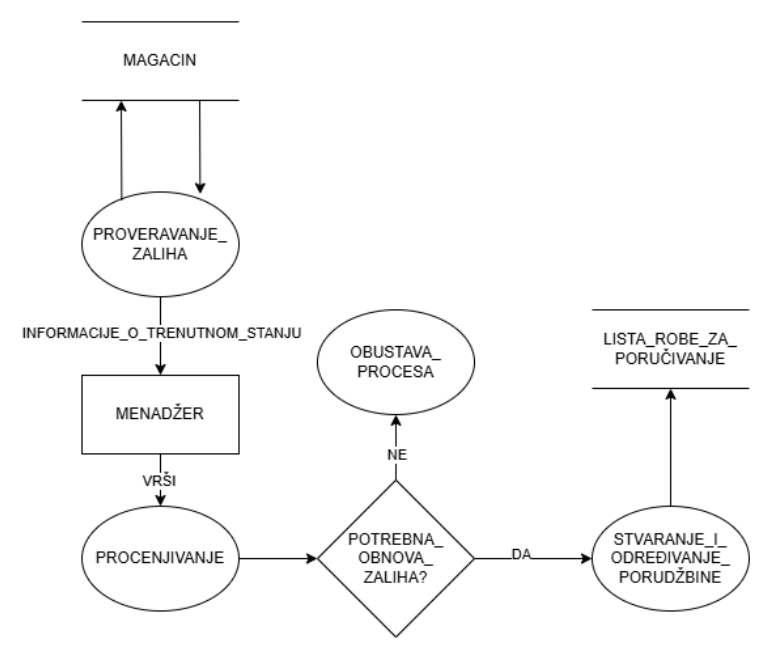 MAGACIN
PROVERAVANJE_
ZALIHA
INFORMACIJE_O_TRENUTNOM_STANJU
MENADŽER
VRŠI
PROCENJIVANJE
POTREBNA_
OBNOVA_
ZALIHA?
NE
OBUSTAVA_
PROCESA
DA
STVARANJE_I_
ODREĐIVANJE_
PORUDŽBINE
LISTA_ROBE_ZA_
PORUČIVANJE